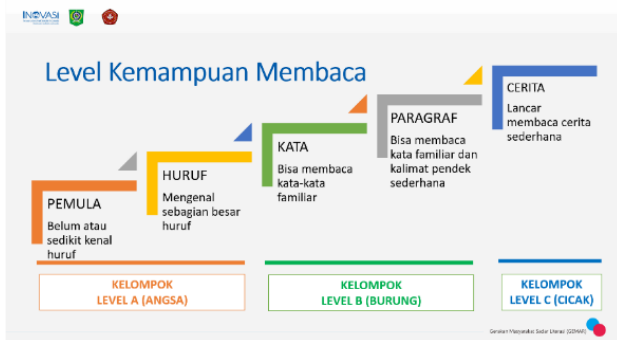 INOVASI
Level Kemampuan Membaca
PEMULA
Belum atau
sedikit kenal
huruf
HURUF
Mengenal
sebagian besar
huruf
KATA
Bisa membaca
kata-kata
familiar
PARAGRAF
Bisa membaca
kata familiar dan
kalimat pendek
sederhana
CERITA
Lancar
membaca cerita
sederhana
KELOMPOK
LEVEL A (ANGSA)
KELOMPOK
LEVEL B (BURUNG)
KELOMPOK
LEVEL C (CICAK)
Gerakan Masyarakat Sadar Literasi (GEMAR)